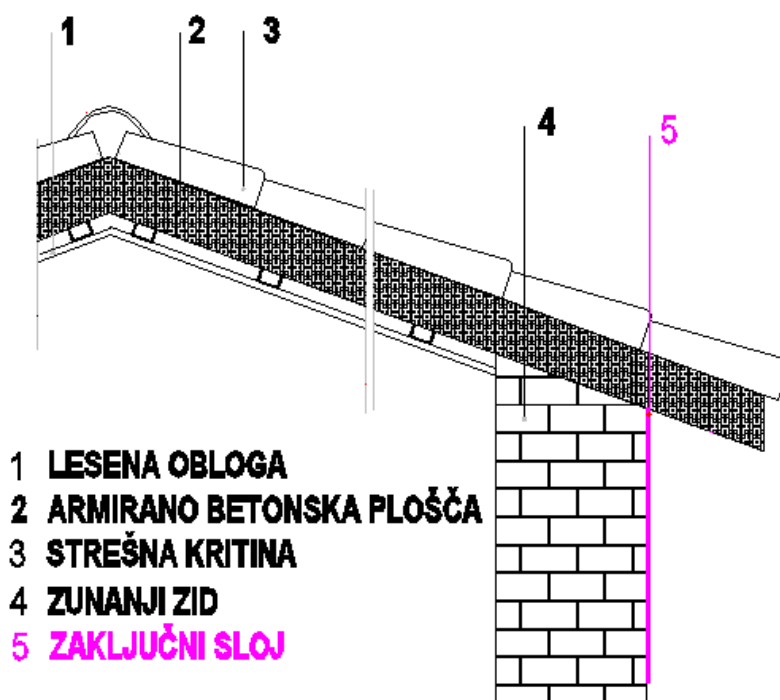 1 2 3
4 5
1 LESENA OBLOGA
2 ARMIRANO BETONSKA PLOŠČA
3 STREŠNA KRITINA
4 ZUNANJI ZID
5 ZAKLJUČNI SLOJ